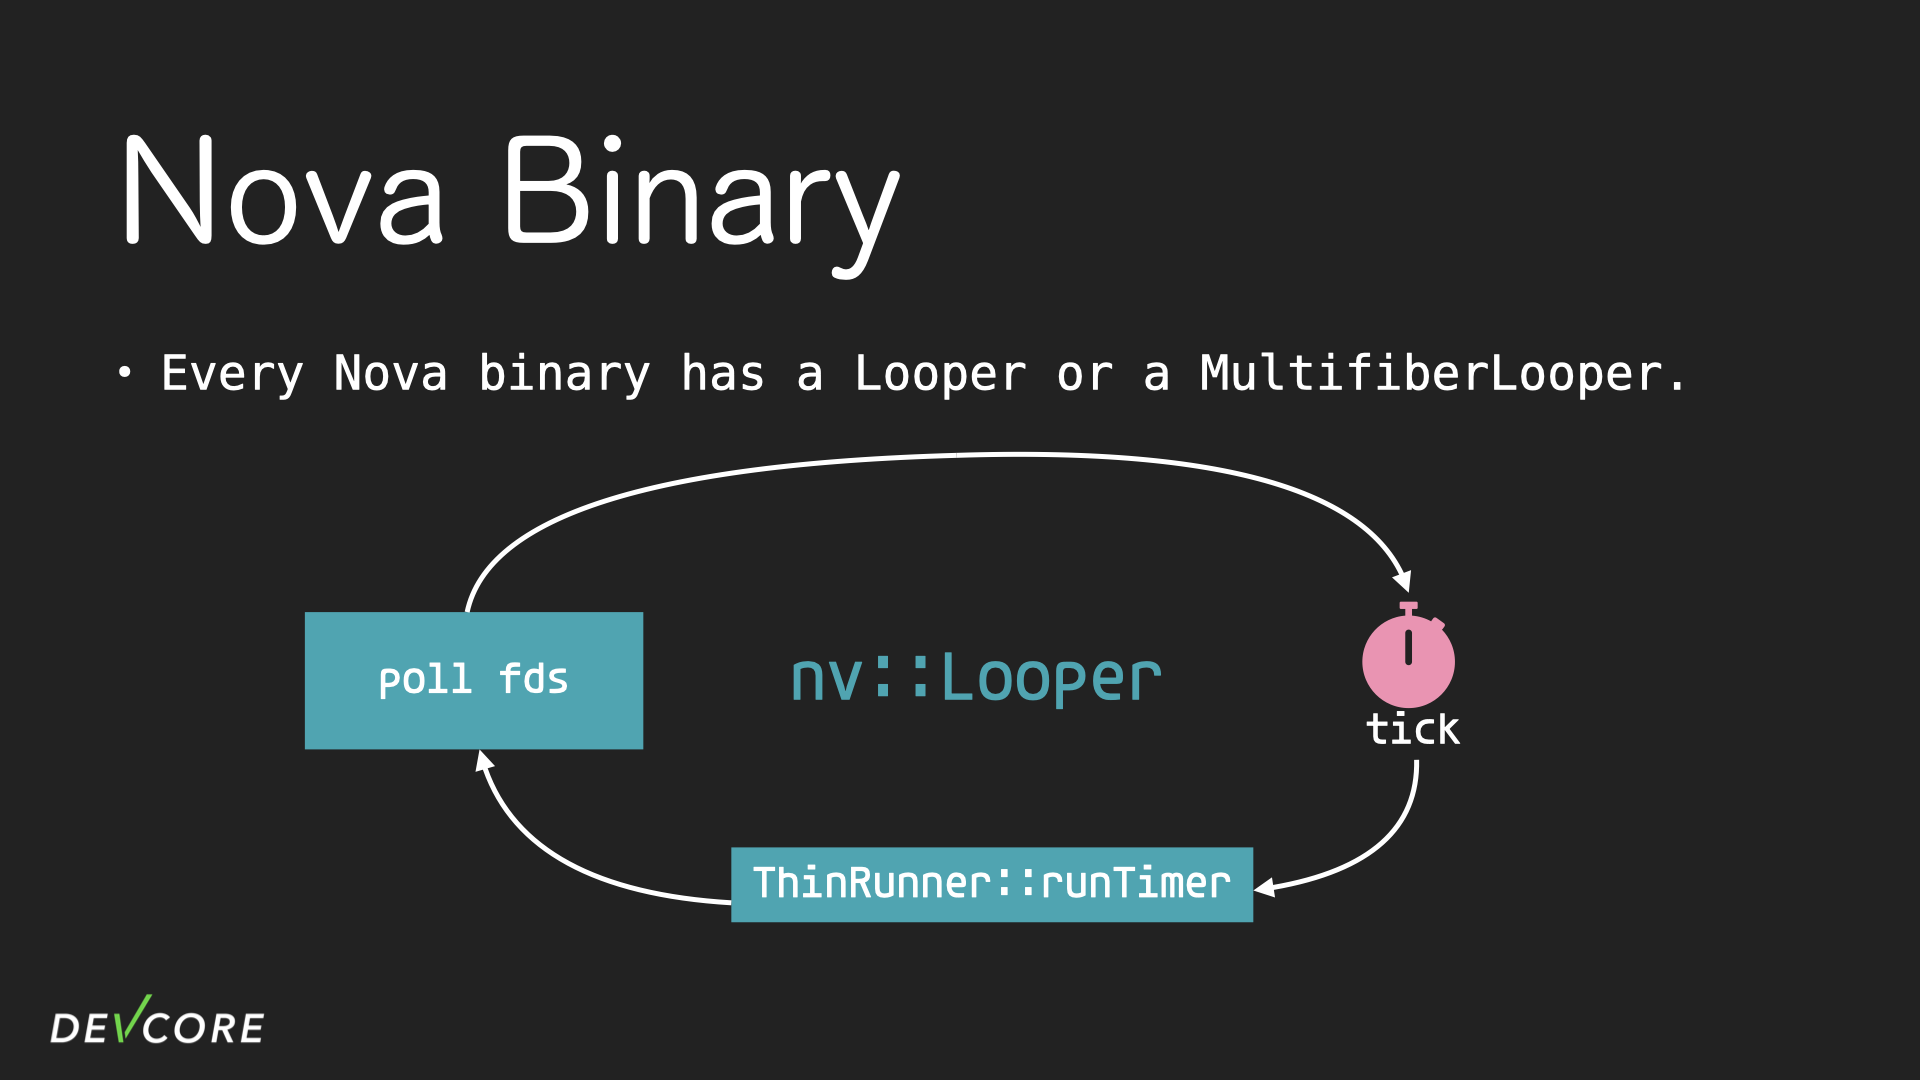 Nova Binary
• Every Nova binary has a Looper or a MultifiberLooper.
poll fds
nv::Looper
tick
ThinRunner::runTimer
DEVCORE